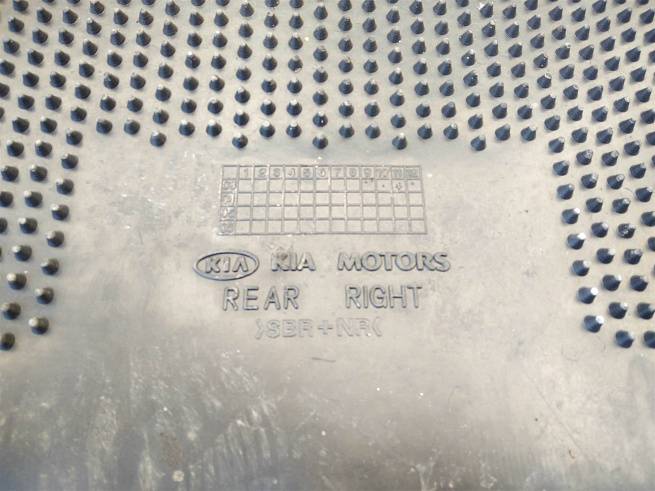 1 2 3 4 5 6 7 8 9 10 11 12
KIA KIA MOTORS
REAR RIGHT
>SBR+NR<